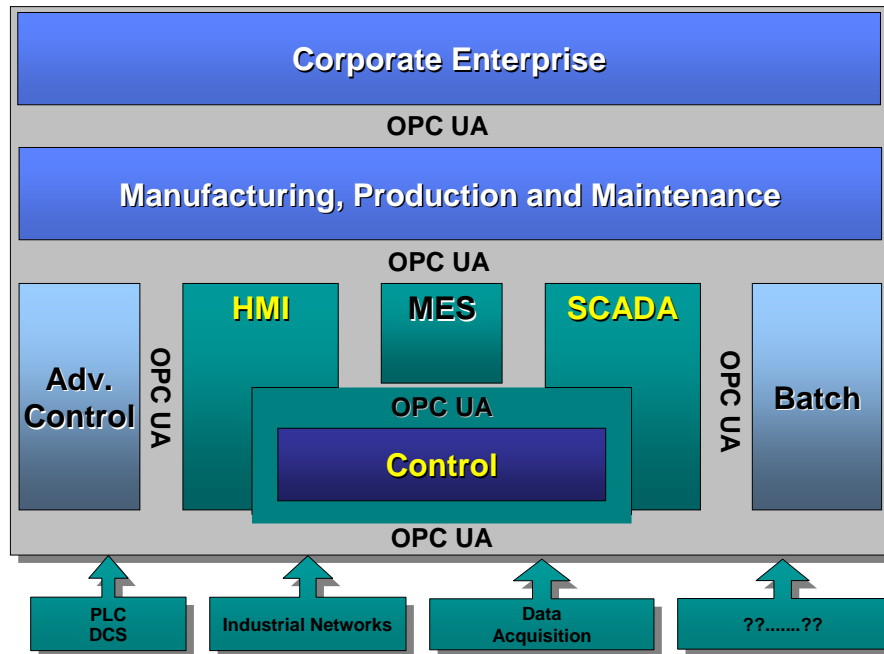 Corporate Enterprise
OPC UA
Manufacturing, Production and Maintenance
OPC UA
HMI
MES
SCADA
Adv.
Control
OPC UA
OPC UA
Control
OPC UA
Batch
OPC UA
PLC
DCS
Industrial Networks
Data
Acquisition
??.......??